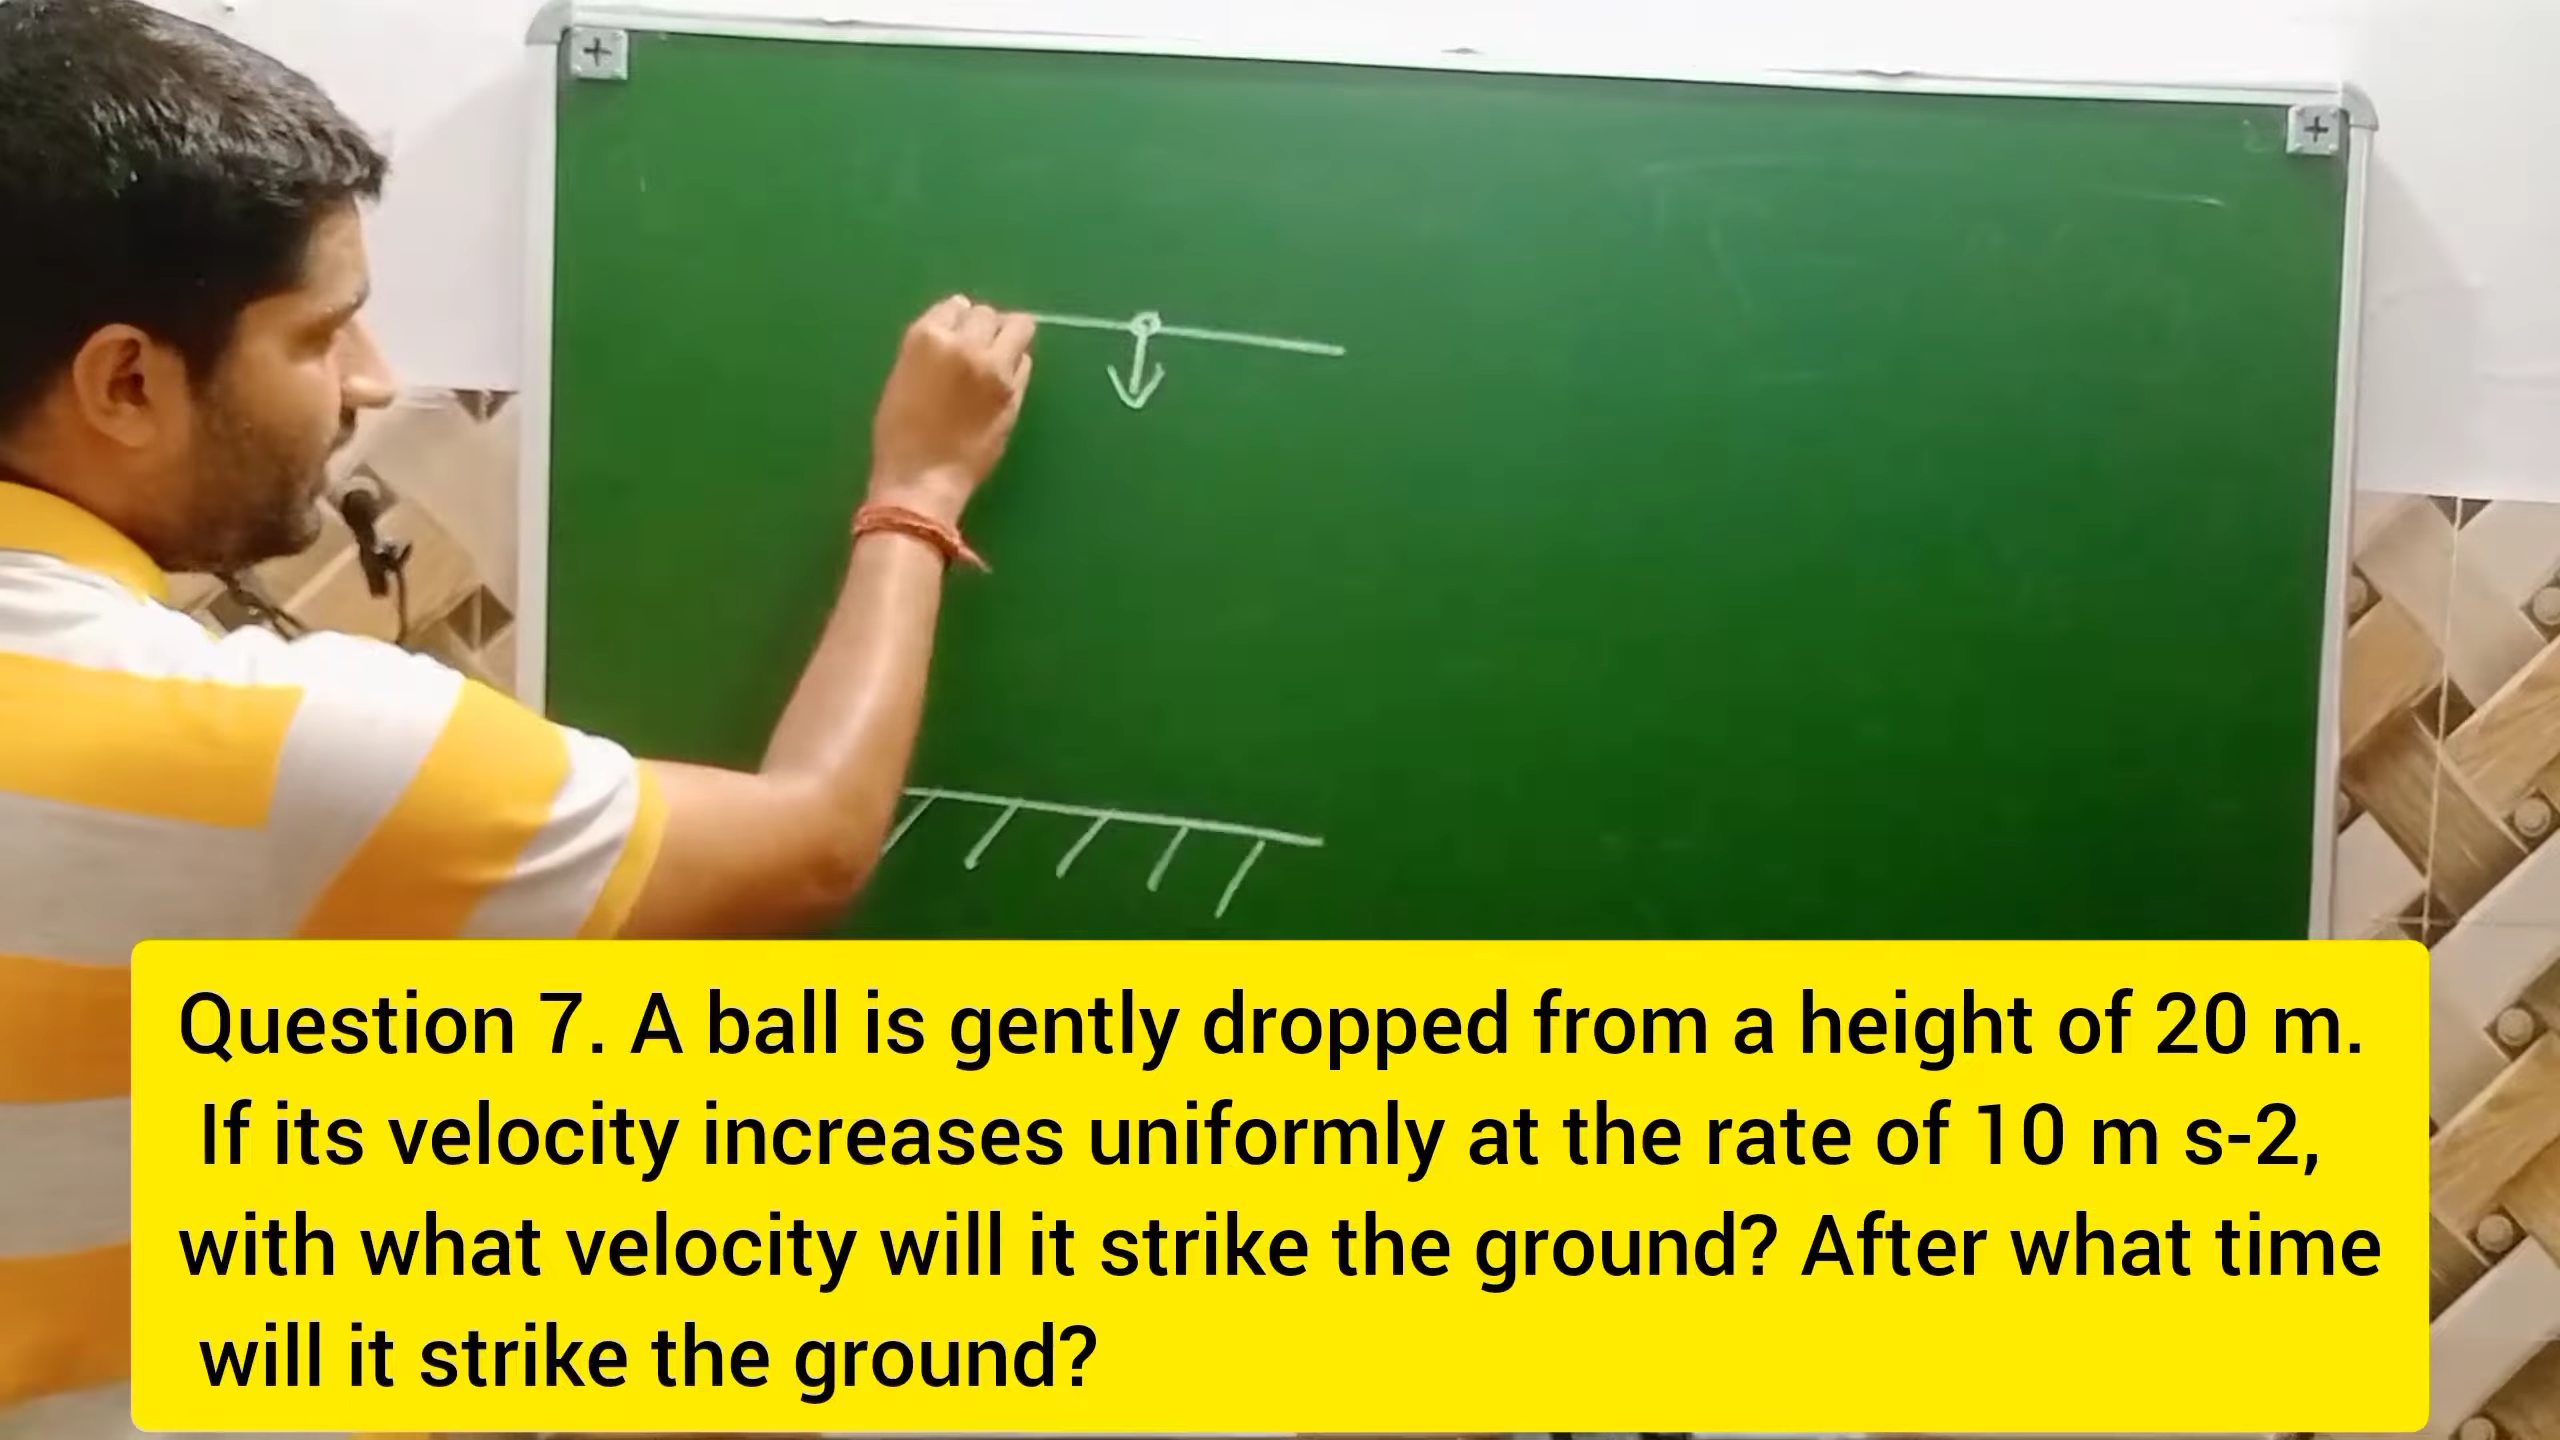 Question 7. A ball is gently dropped from a height of 20 m.
If its velocity increases uniformly at the rate of 10 m s-2,
with what velocity will it strike the ground? After what time
will it strike the ground?